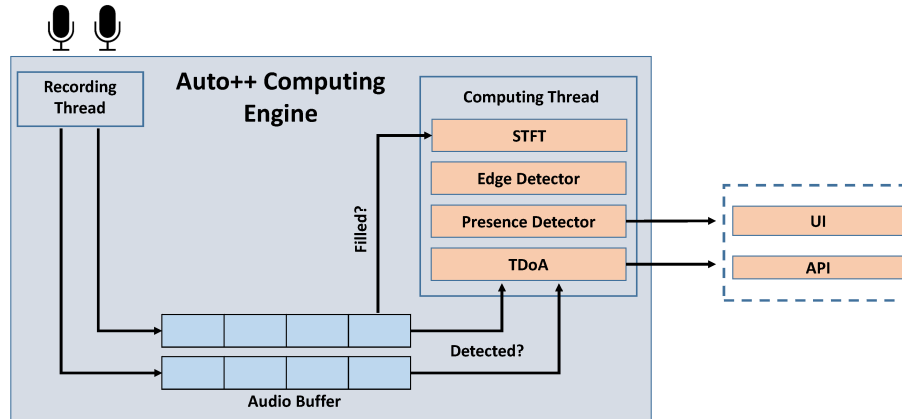 Recording
Thread
Auto++ Computing
Engine
Computing Thread
STFT
Edge Detector
Presence Detector
TDoA
UI
API
Filled?
Detected?
Audio Buffer